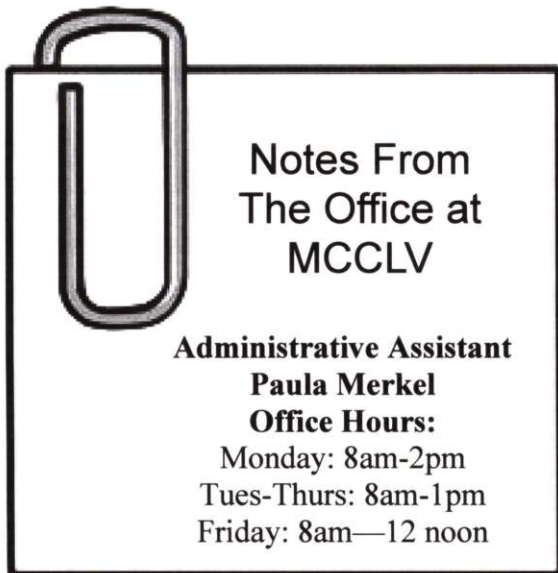 Notes From
The Office at
MCCLV
Administrative Assistant
Paula Merkel
Office Hours:
Monday: 8am-2pm
Tues-Thurs: 8am-1pm
Friday: 8am—12 noon